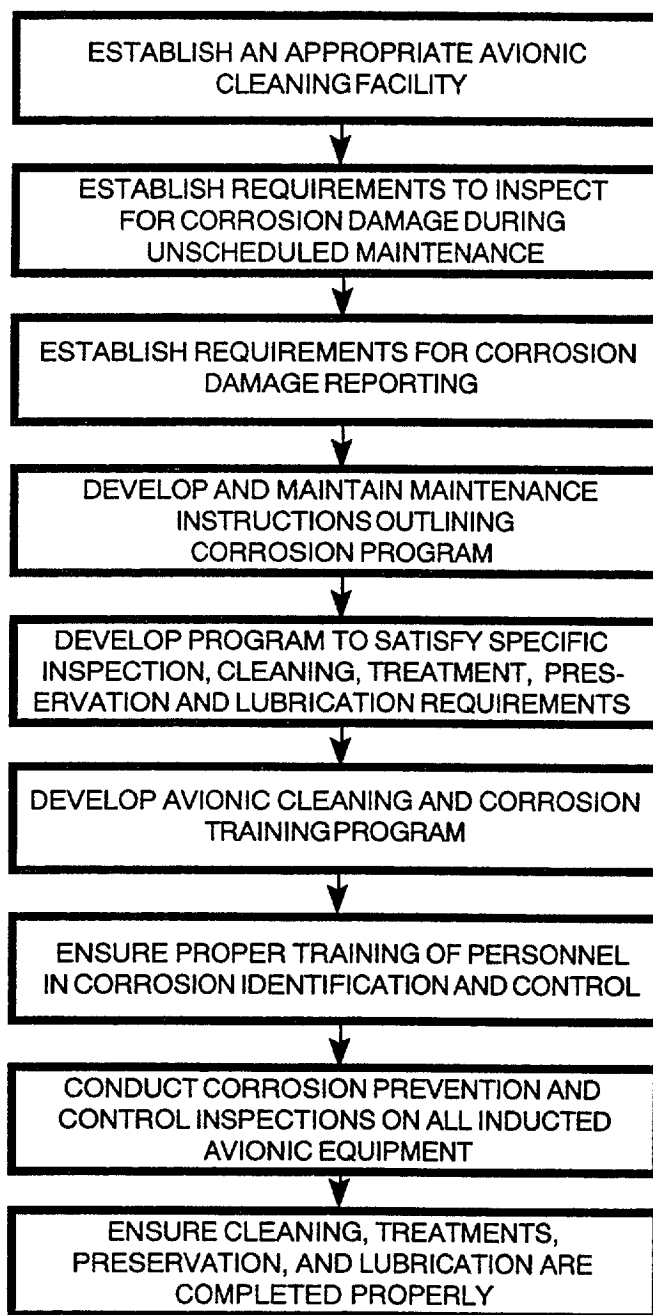 ESTABLISH AN APPROPRIATE AVIONIC
CLEANING FACILITY
ESTABLISH REQUIREMENTS TO INSPECT
FOR CORROSION DAMAGE DURING
UNSCHEDULED MAINTENANCE
ESTABLISH REQUIREMENTS FOR CORROSION
DAMAGE REPORTING
DEVELOP AND MAINTAIN MAINTENANCE
INSTRUCTIONS OUTLINING
CORROSION PROGRAM
DEVELOP PROGRAM TO SATISFY SPECIFIC
INSPECTION, CLEANING, TREATMENT, PRES-
ERVATION AND LUBRICATION REQUIREMENTS
DEVELOP AVIONIC CLEANING AND CORROSION
TRAINING PROGRAM
ENSURE PROPER TRAINING OF PERSONNEL
IN CORROSION IDENTIFICATION AND CONTROL
CONDUCT CORROSION PREVENTION AND
CONTROL INSPECTIONS ON ALL INDUCTED
AVIONIC EQUIPMENT
ENSURE CLEANING, TREATMENTS,
PRESERVATION, AND LUBRICATION ARE
COMPLETED PROPERLY